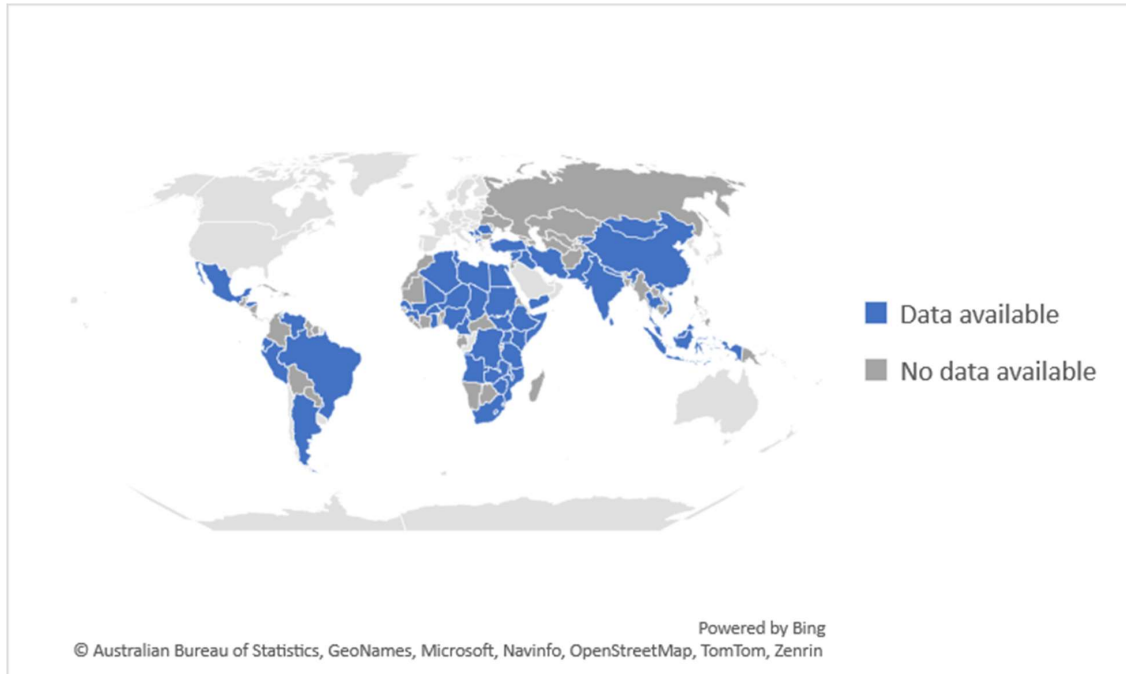 Data available
No data available
Powered by Bing
© Australian Bureau of Statistics, GeoNames, Microsoft, Navinfo, OpenStreetMap, TomTom, Zenrin